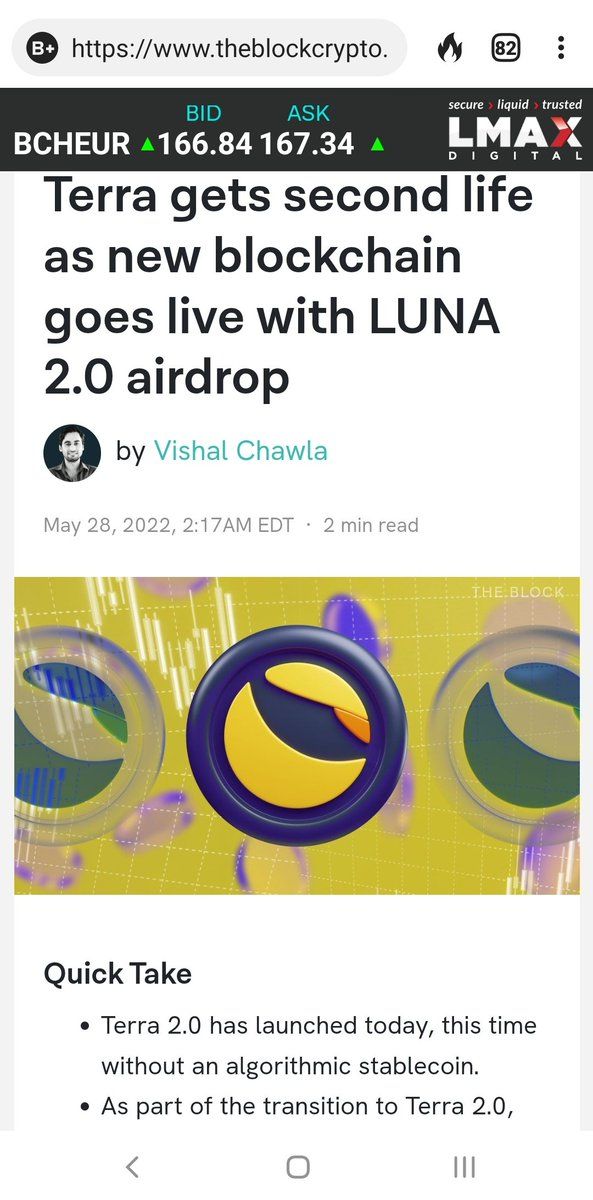 B+ https://www.theblockcrypto. 82
BID ASK
BCHEUR ▲166.84 167.34 ▲
secure › liquid › trusted
LMAX
DIGITAL
Terra gets second life
as new blockchain
goes live with LUNA
2.0 airdrop
by Vishal Chawla
May 28, 2022, 2:17AM EDT · 2 min read
THE BLOCK
Quick Take
• Terra 2.0 has launched today, this time
without an algorithmic stablecoin.
• As part of the transition to Terra 2.0,